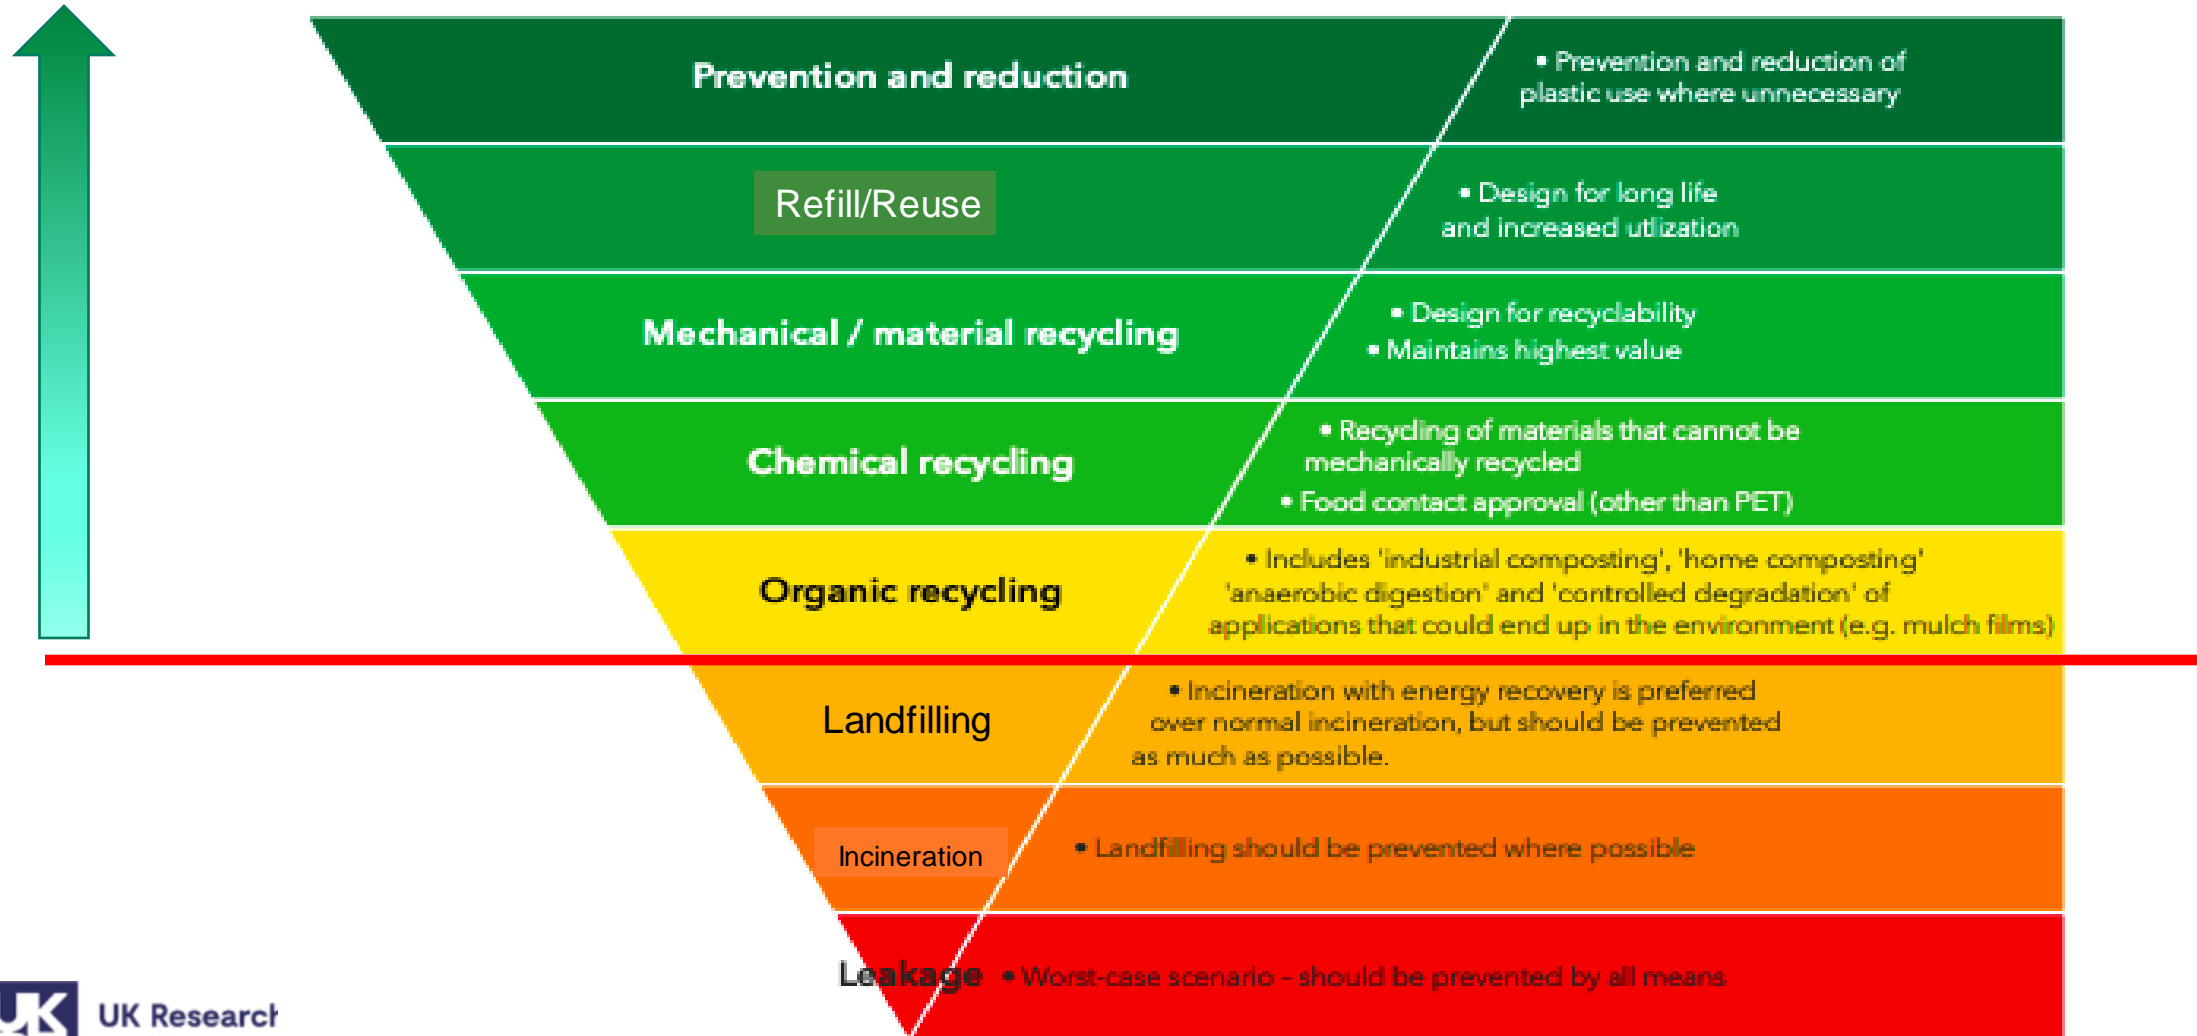 Prevention and reduction
• Prevention and reduction of
plastic use where unnecessary
Refill/Reuse
• Design for long life
and increased utlization
Mechanical / material recycling
• Design for recyclability
• Maintains highest value
Chemical recycling
• Recycling of materials that cannot be
mechanically recycled
• Food contact approval (other than PET)
Organic recycling
• Includes 'industrial composting', 'home composting'
'anaerobic digestion' and 'controlled degradation' of
applications that could end up in the environment (e.g. mulch films)
Landfilling
• Incineration with energy recovery is preferred
over normal incineration, but should be prevented
as much as possible.
Incineration
• Landfilling should be prevented where possible
Leakage
• Worst-case scenario – should be prevented by all means
UK
UK Research